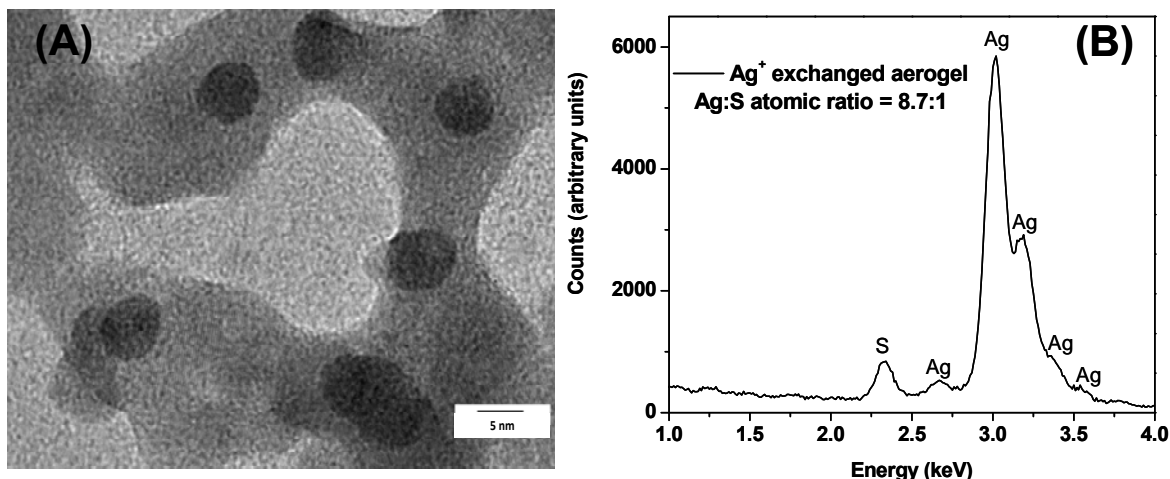 (A)
5 nm
(B)
Ag⁺ exchanged aerogel
Ag:S atomic ratio = 8.7:1
Ag
Ag
S
Ag
Ag
Ag
6000
4000
2000
0
Counts (arbitrary units)
1.0 1.5 2.0 2.5 3.0 3.5 4.0
Energy (keV)